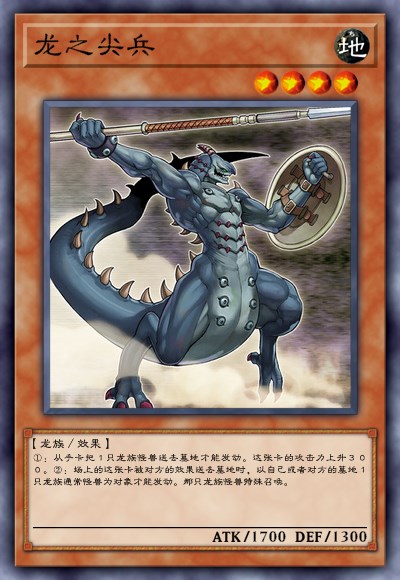 龙之尖兵
地
【龙族／效果】
①：从手卡把１只龙族怪兽送去墓地才能发动。这张卡的攻击力上升３０
０。②：场上的这张卡被对方的效果送去墓地时，以自己或者对方的墓地１
只龙族通常怪兽为对象才能发动。那只龙族怪兽特殊召唤。
ATK/1700 DEF/1300